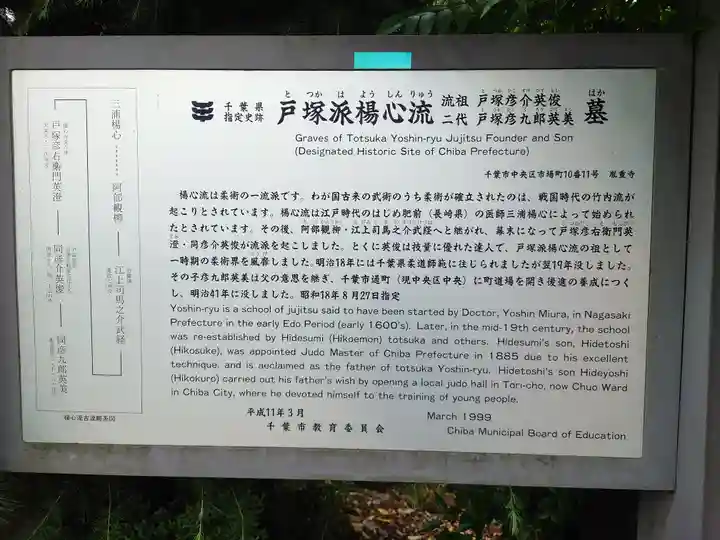 千葉県
指定史跡
とつかはようしんりゅう
戸塚派楊心流
流祖 戸塚彦介英俊
二代 戸塚彦九郎英美
はか
墓
Graves of Totsuka Yoshin-ryu Jujitsu Founder and Son
(Designated Historic Site of Chiba Prefecture)
千葉市中央区市場町10番11号 胤重寺
楊心流は柔術の一流派です。わが国古来の武術のうち柔術が確立されたのは、戦国時代の竹内流が
起こりとされています。楊心流は江戸時代のはじめ肥前(長崎県)の医師三浦楊心によって始められ
たとされています。その後、阿部観柳・江上司馬之介武経へと継がれ、幕末になって戸塚彦右衛門英
澄・同彦介英俊が流派を起こしました。とくに英俊は技賞に優れた達人で、戸塚派楊心流の祖として
一時期の柔術界を風靡しました。明治18年には千葉県柔道師範に任じられましたが翌19年没しました。
その子彦九郎英美は父の意思を継ぎ、千葉市通町(現中央区中央)に町道場を開き後進の養成につく
し、明治41年に没しました。昭和18年8月27日指定
Yoshin-ryu is a school of jujitsu said to have been started by Doctor, Yoshin Miura, in Nagasaki
Prefecture in the early Edo Period (early 1600's). Later, in the mid-19th century, the school
was re-established by Hidesumi (Hikoemon) totsuka and others. Hidesumi's son, Hidetoshi
(Hikosuke), was appointed Judo Master of Chiba Prefecture in 1885 due to his excellent
technique, and is acclaimed as the father of totsuka Yoshin-ryu. Hidetoshi's son Hideyoshi
(Hikokuro) carried out his father's wish by opening a local judo hall in Tori-cho, now Chuo Ward
in Chiba City, where he devoted himself to the training of young people.
平成11年3月
千葉市教育委員会
March 1999
Chiba Municipal Board of Education
三浦楊心……阿部観柳──江上司馬之介武経
戸塚彦右衛門英澄──同彦介英俊──同彦九郎英美
楊心流古流略系図